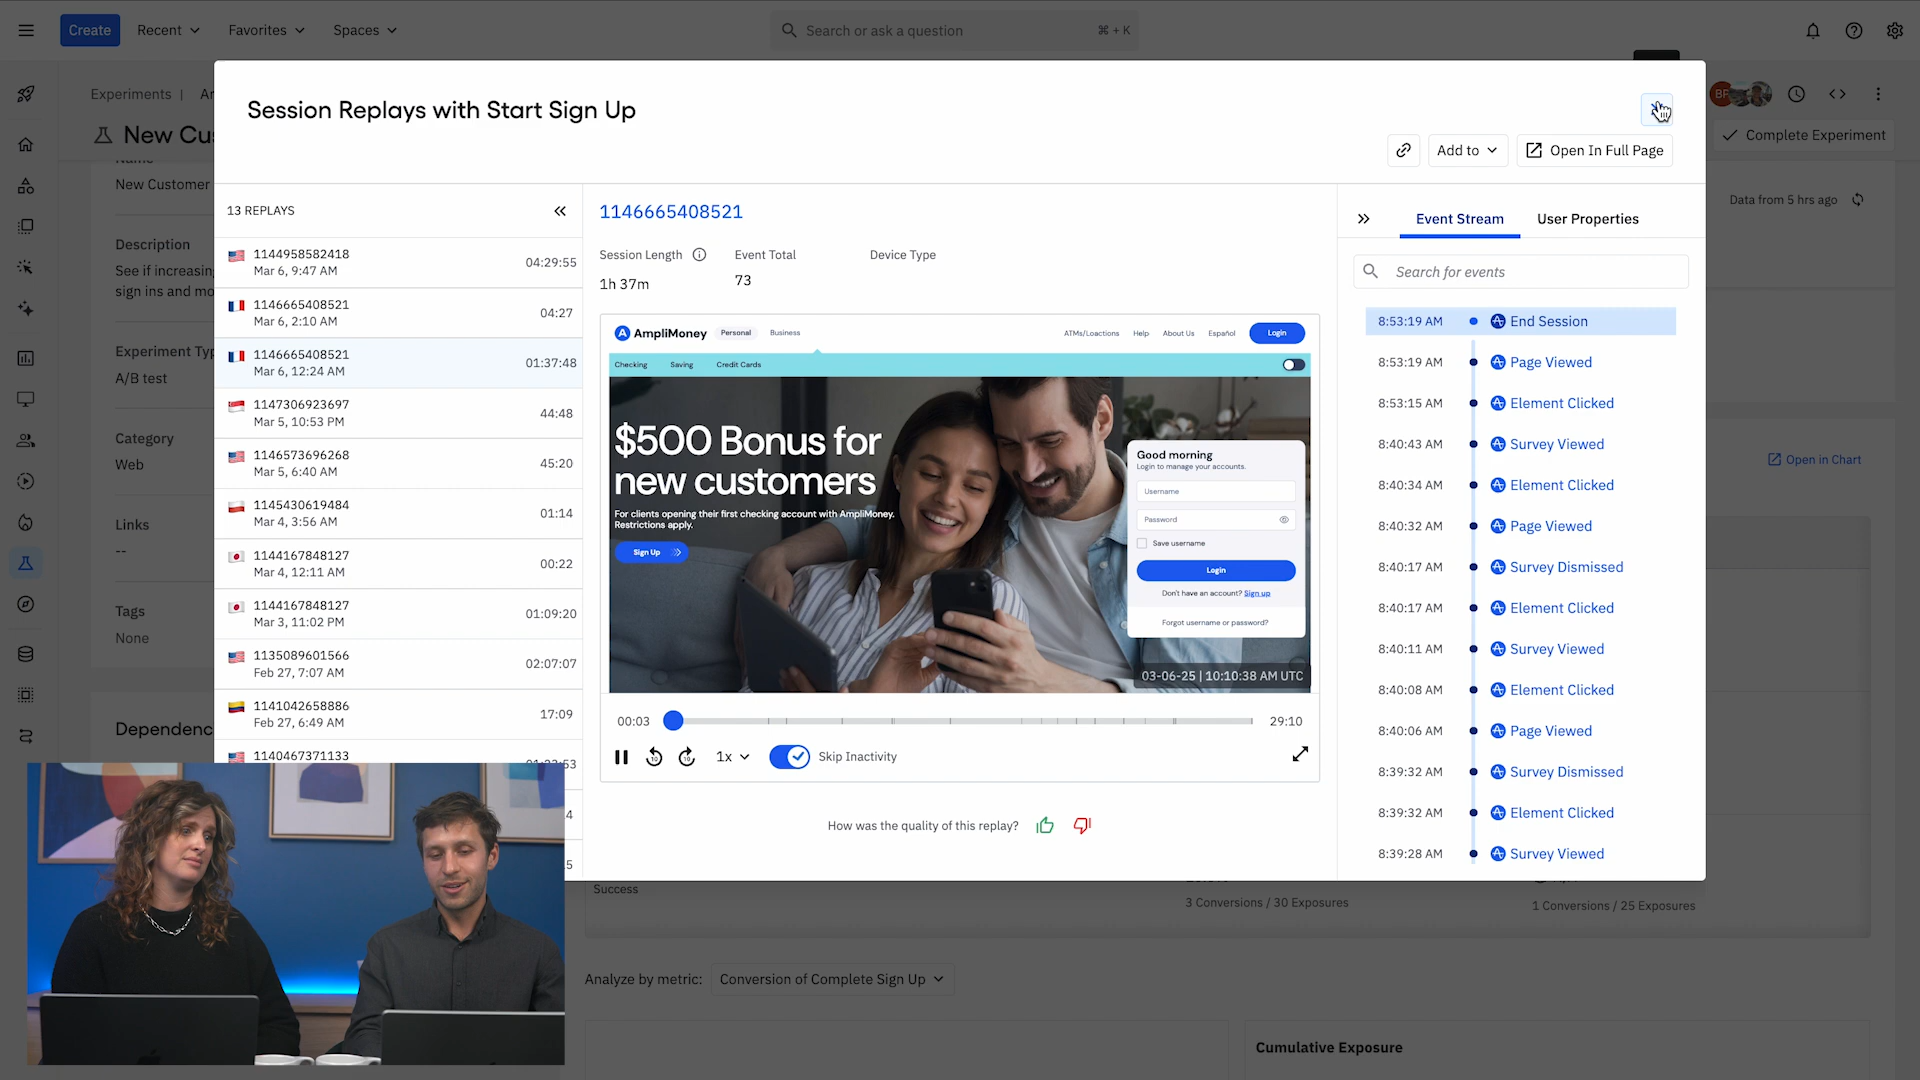 Create
Recent
Favorites
Spaces
Search or ask a question
⌘ + K
Experiments |
New Cu
Name
New Customer
Description
See if increasin
sign ins and mo
Experiment Typ
A/B test
Category
Web
Links
--
Tags
None
Dependenc
BF
Complete Experiment
Data from 5 hrs ago
Open in Chart
Session Replays with Start Sign Up
Add to
Open In Full Page
13 REPLAYS
1144958582418
Mar 6, 9:47 AM
04:29:55
1146665408521
Mar 6, 2:10 AM
04:27
1146665408521
Mar 6, 12:24 AM
01:37:48
1147306923697
Mar 5, 10:53 PM
44:48
1146573696268
Mar 5, 6:40 AM
45:20
1145430619484
Mar 4, 3:56 AM
01:14
1144167848127
Mar 4, 12:11 AM
00:22
1144167848127
Mar 3, 11:02 PM
01:09:20
1135089601566
Feb 27, 7:07 AM
02:07:07
1141042658886
Feb 27, 6:49 AM
17:09
1140467371133
1146665408521
Session Length
1h 37m
Event Total
73
Device Type
AmpliMoney
Personal
Business
ATMs/Loactions
Help
About Us
Español
Login
Checking
Saving
Credit Cards
$500 Bonus for
new customers
For clients opening their first checking account with AmpliMoney.
Restrictions apply.
Sign Up
Good morning
Login to manage your accounts.
Username
Password
Save username
Login
Don't have an account? Sign up
Forgot username or password?
03-06-25 | 10:10:38 AM UTC
00:03
29:10
10
10
1x
Skip Inactivity
How was the quality of this replay?
Event Stream
User Properties
Search for events
8:53:19 AM End Session
8:53:19 AM Page Viewed
8:53:15 AM Element Clicked
8:40:43 AM Survey Viewed
8:40:34 AM Element Clicked
8:40:32 AM Page Viewed
8:40:17 AM Survey Dismissed
8:40:17 AM Element Clicked
8:40:11 AM Survey Viewed
8:40:08 AM Element Clicked
8:40:06 AM Page Viewed
8:39:32 AM Survey Dismissed
8:39:32 AM Element Clicked
8:39:28 AM Survey Viewed
Success
3 Conversions / 30 Exposures
1 Conversions / 25 Exposures
Analyze by metric:
Conversion of Complete Sign Up
Cumulative Exposure